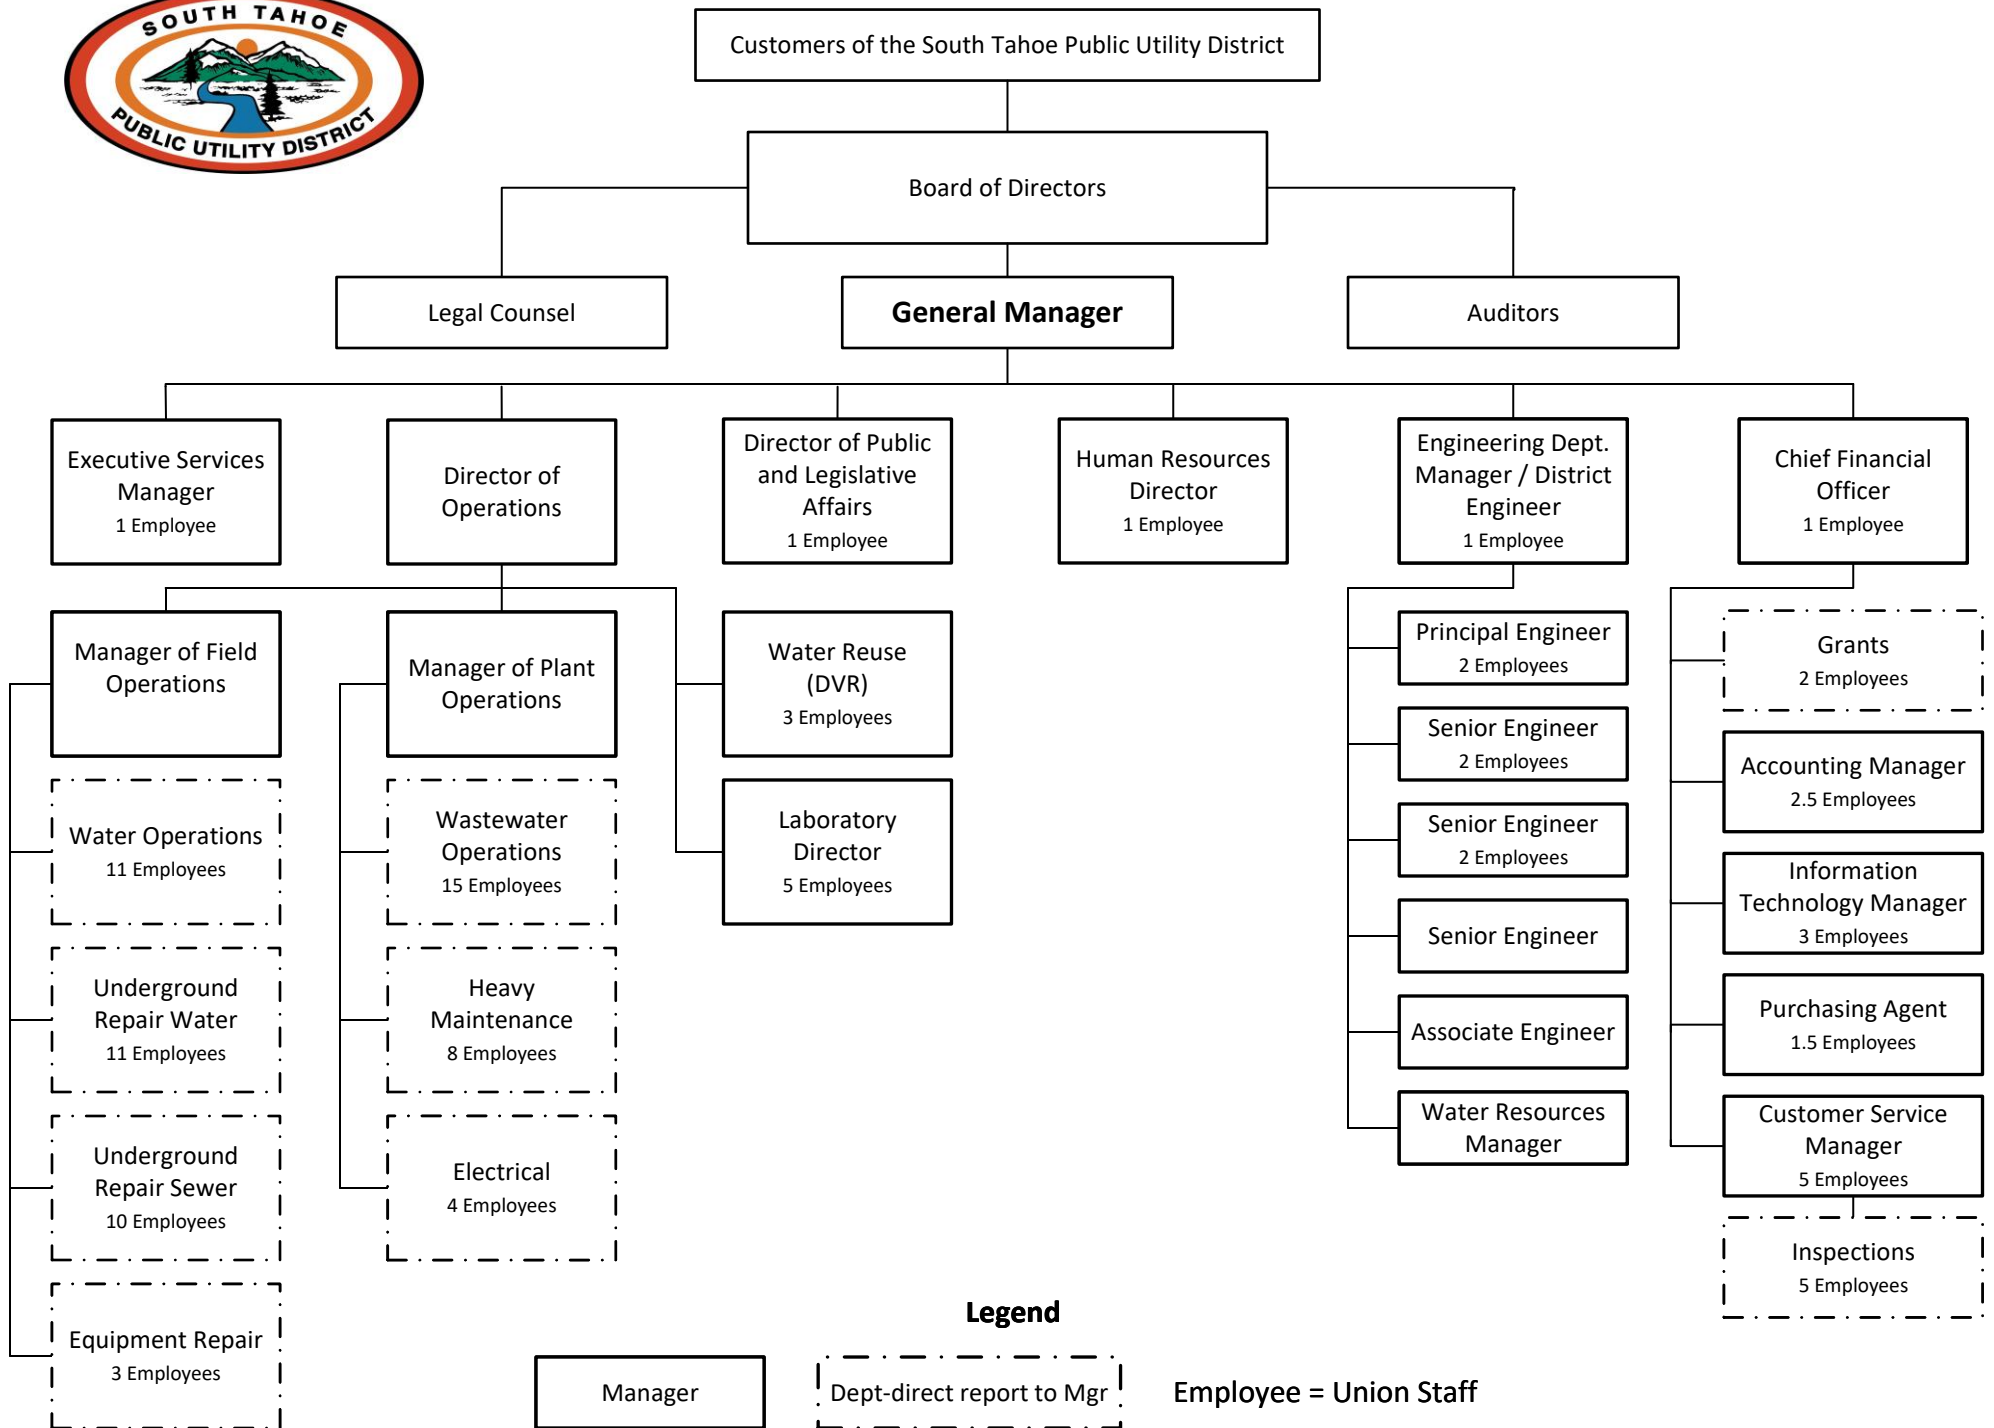 SOUTH TAHOE
PUBLIC UTILITY DISTRICT
Customers of the South Tahoe Public Utility District
Board of Directors
Legal Counsel
General Manager
Auditors
Executive Services
Manager
1 Employee
Director of
Operations
Director of Public
and Legislative
Affairs
1 Employee
Human Resources
Director
1 Employee
Engineering Dept.
Manager / District
Engineer
1 Employee
Chief Financial
Officer
1 Employee
Manager of Field
Operations
Water Operations
11 Employees
Underground
Repair Water
11 Employees
Underground
Repair Sewer
10 Employees
Equipment Repair
3 Employees
Manager of Plant
Operations
Wastewater
Operations
15 Employees
Heavy
Maintenance
8 Employees
Electrical
4 Employees
Water Reuse
(DVR)
3 Employees
Laboratory
Director
5 Employees
Principal Engineer
2 Employees
Senior Engineer
2 Employees
Senior Engineer
2 Employees
Senior Engineer
Associate Engineer
Water Resources
Manager
Grants
2 Employees
Accounting Manager
2.5 Employees
Information
Technology Manager
3 Employees
Purchasing Agent
1.5 Employees
Customer Service
Manager
5 Employees
Inspections
5 Employees
Legend
Manager
Dept-direct report to Mgr
Employee = Union Staff